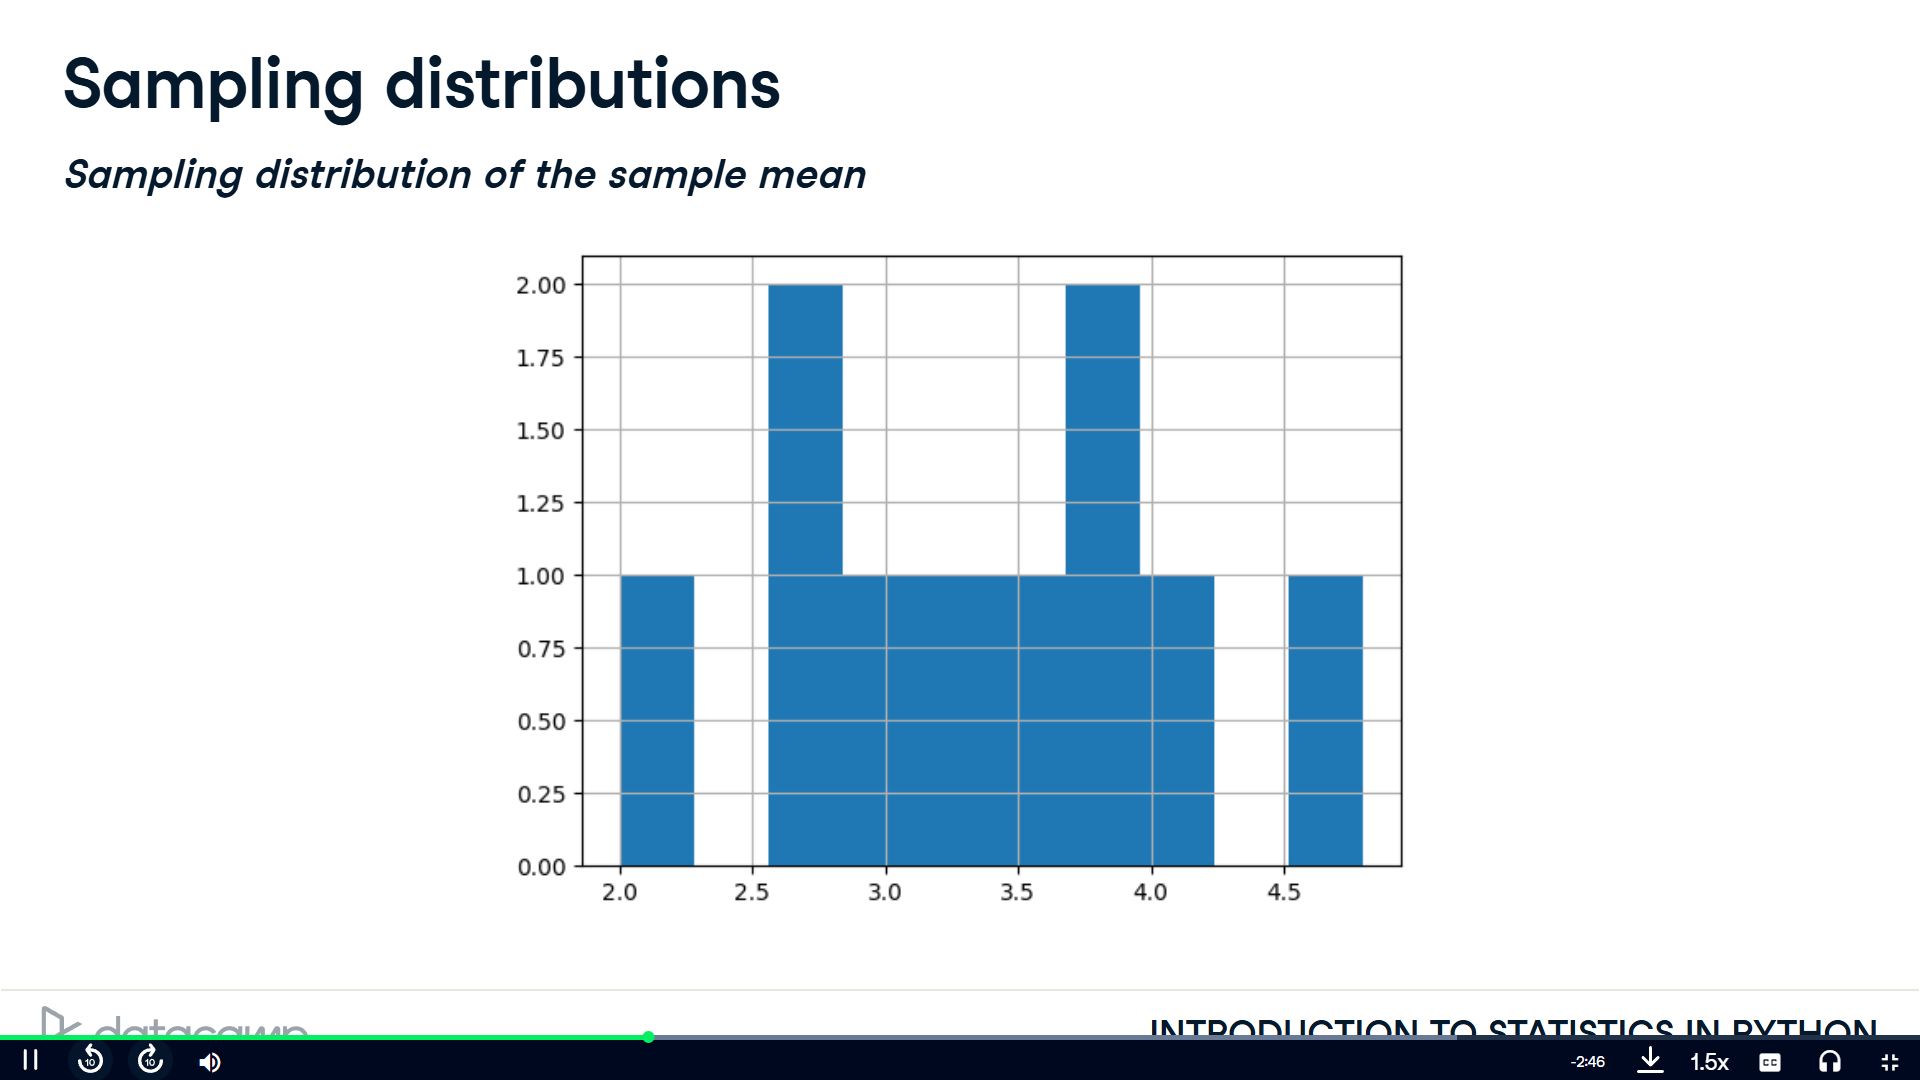 Sampling distributions
Sampling distribution of the sample mean
2.00
1.75
1.50
1.25
1.00
0.75
0.50
0.25
0.00
2.0 2.5 3.0 3.5 4.0 4.5
datacamp INTRODUCTION TO STATISTICS IN PYTHON
10 10 -2:46 1.5x CC